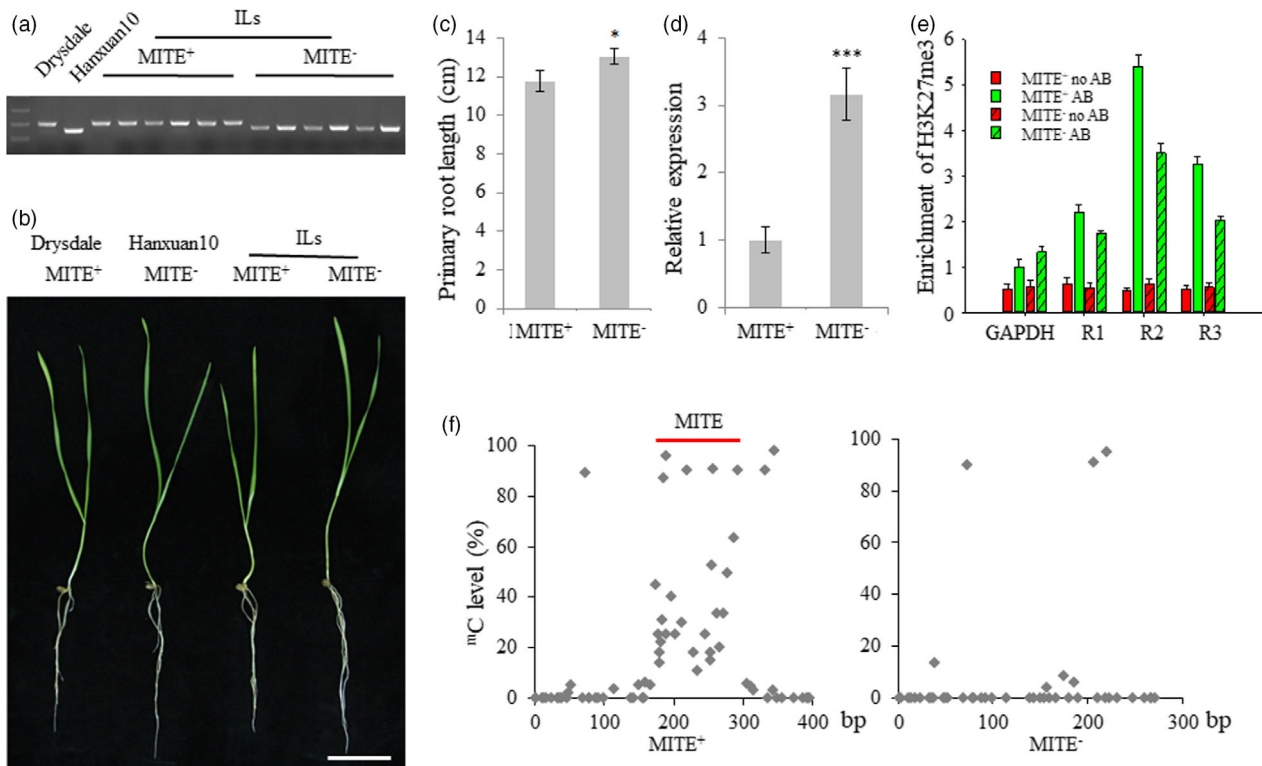 (a)
ILs
Drysdale
Hanxuan10
MITE⁺
MITE⁻
(b)
Drysdale
MITE⁺
Hanxuan10
MITE⁻
ILs
MITE⁺
MITE⁻
(c)
Primary root length (cm)
14
12
10
8
6
4
2
0
*
MITE⁺
MITE⁻
(d)
Relative expression
4
3
2
1
0
***
MITE⁺
MITE⁻
(e)
Enrichment of H3K27me3
6
5
4
3
2
1
0
MITE⁺ no AB
MITE⁺ AB
MITE⁻ no AB
MITE⁻ AB
GAPDH R1 R2 R3
(f)
MITE
ᵐC level (%)
100
80
60
40
20
0
0 100 200 300 400 bp
MITE⁺
100
80
60
40
20
0
0 100 200 300 bp
MITE⁻